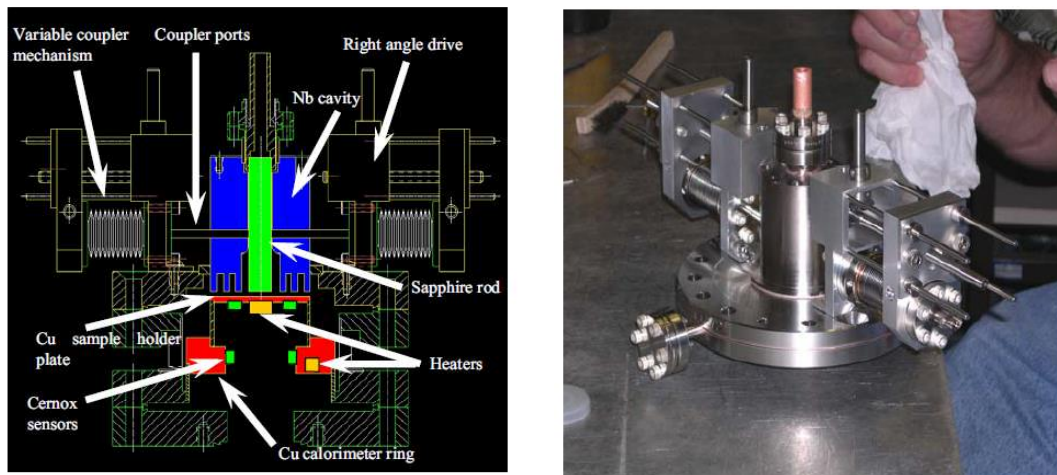 Variable coupler
mechanism
Coupler ports
Right angle drive
Nb cavity
Sapphire rod
Cu sample holder
plate
Heaters
Cernox
sensors
Cu calorimeter ring